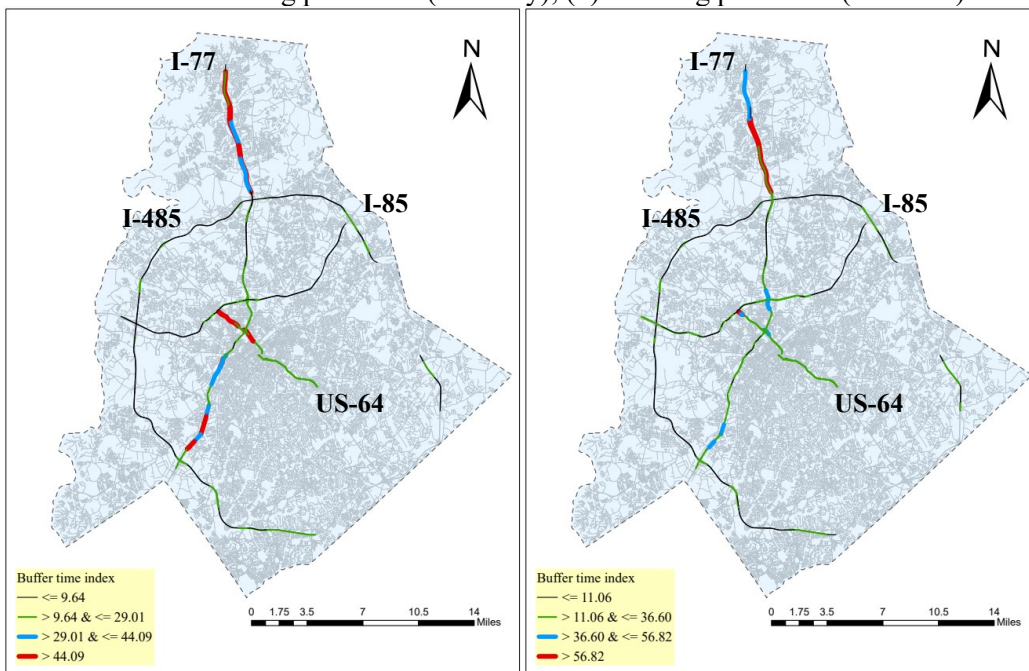 I-77
N
I-485
I-85
US-64
Buffer time index
<= 9.64
> 9.64 & <= 29.01
> 29.01 & <= 44.09
> 44.09
0 1.75 3.5 7 10.5 14
Miles
I-77
N
I-485
I-85
US-64
Buffer time index
<= 11.06
> 11.06 & <= 36.60
> 36.60 & <= 56.82
> 56.82
0 1.75 3.5 7 10.5 14
Miles